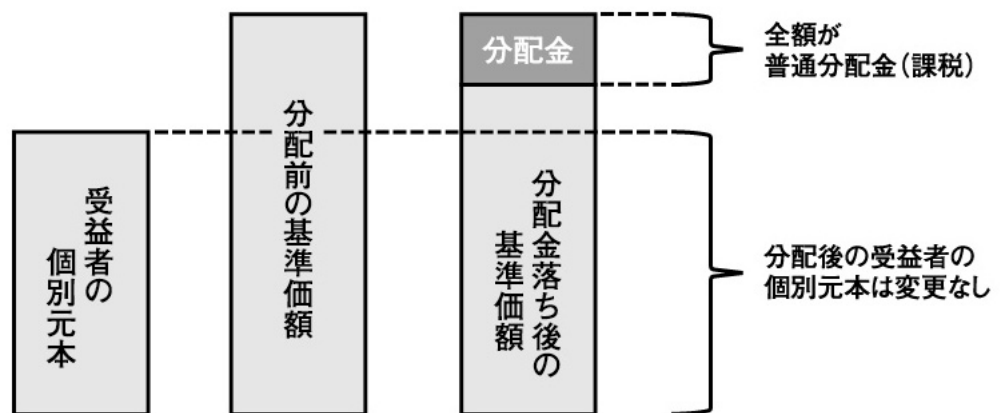 受益者の
個別元本
分配前の基準価額
分配金
分配金落ち後の
基準価額
全額が
普通分配金(課税)
分配後の受益者の
個別元本は変更なし